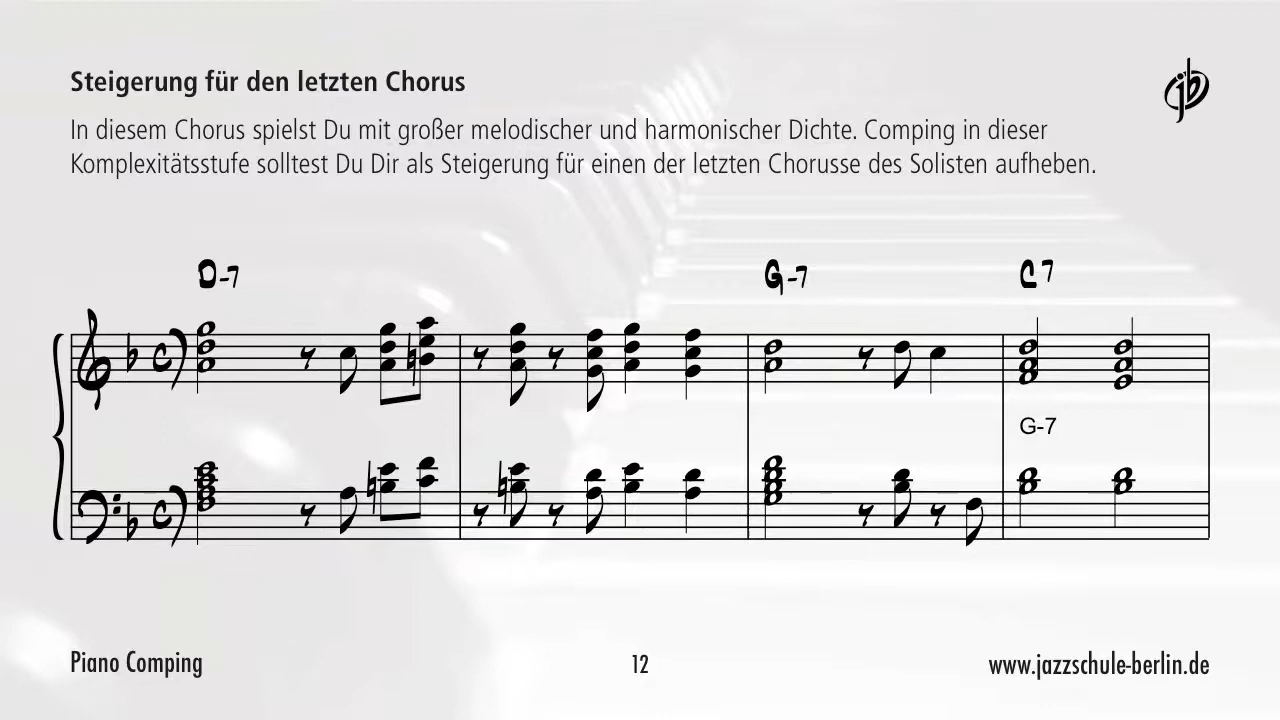 Steigerung für den letzten Chorus
In diesem Chorus spielst Du mit großer melodischer und harmonischer Dichte. Comping in dieser
Komplexitätsstufe solltest Du Dir als Steigerung für einen der letzten Chorusse des Solisten aufheben.
D-7 G-7 C7
G-7
Piano Comping 12 www.jazzschule-berlin.de